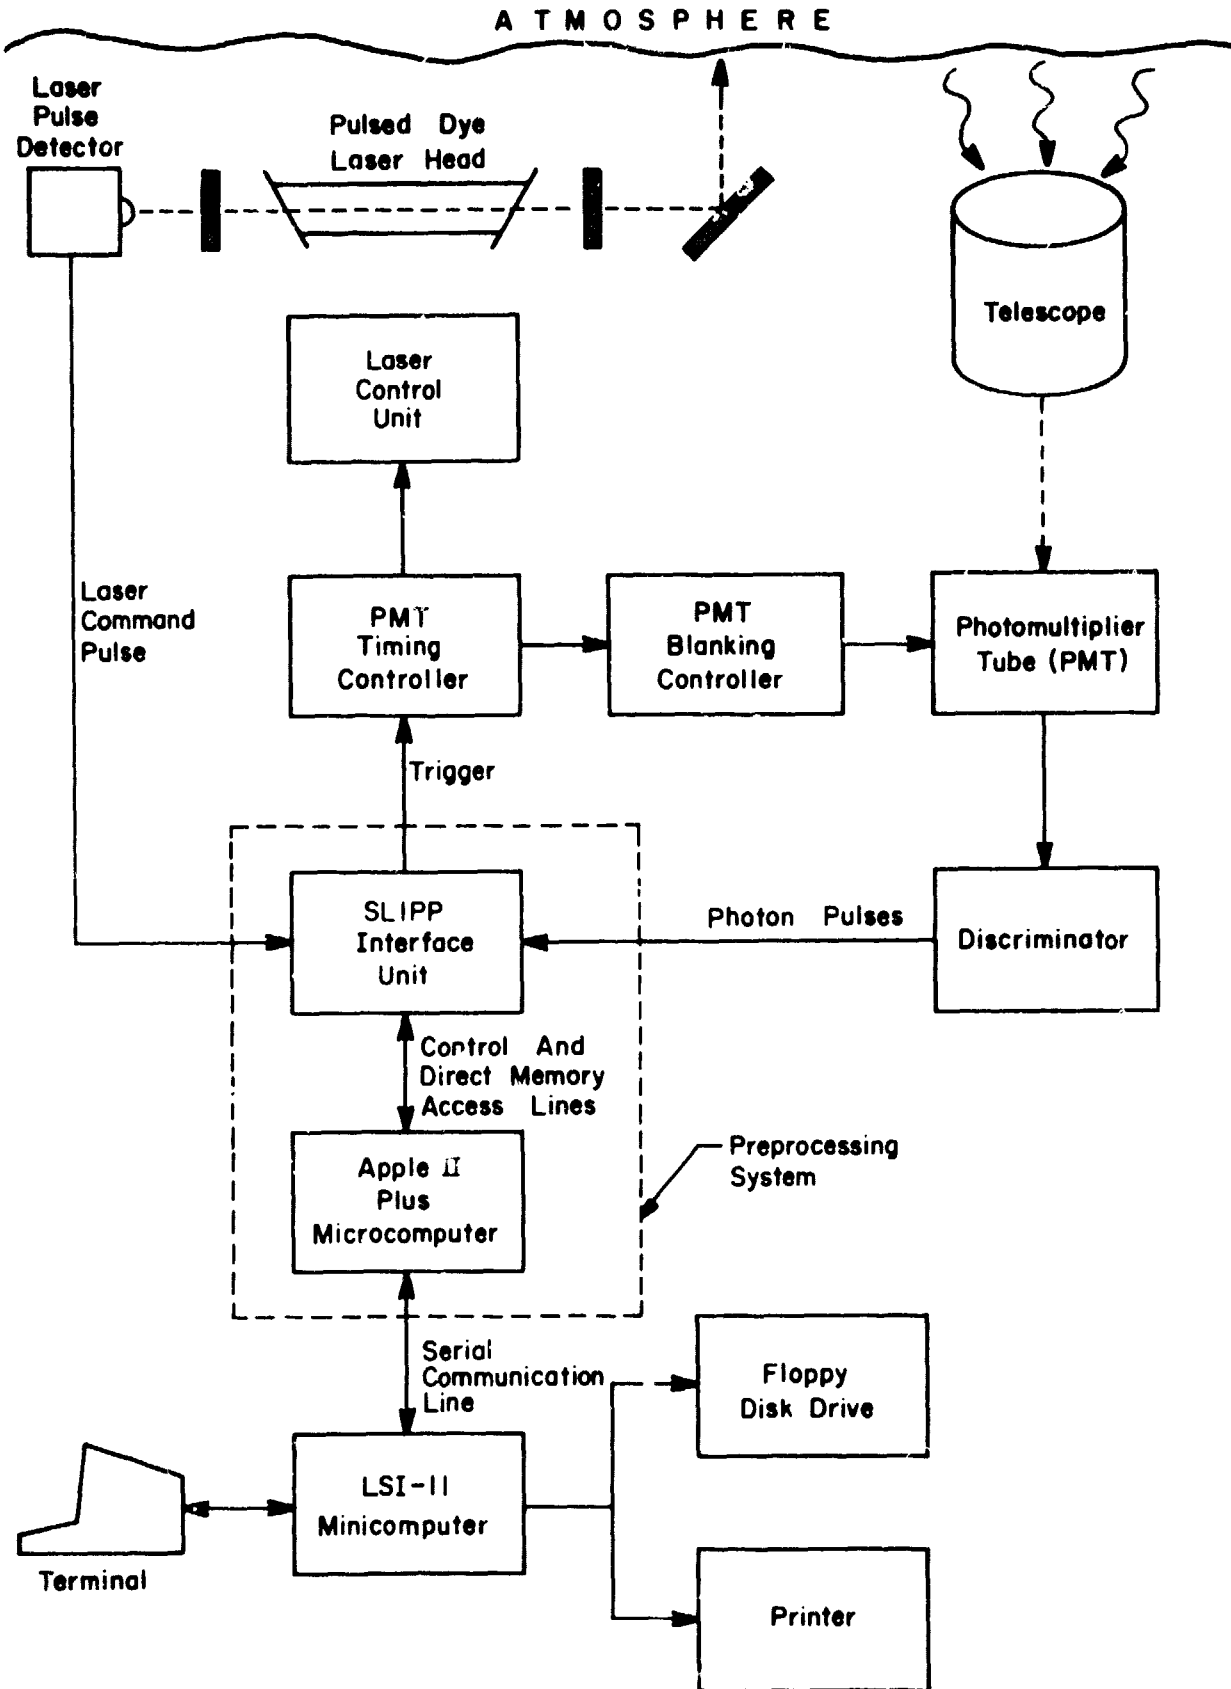 ATMOSPHERE
Laser
Pulse
Detector
Pulsed Dye
Laser Head
Telescope
Laser
Control
Unit
Laser
Command
Pulse
PMT
Timing
Controller
PMT
Blanking
Controller
Photomultiplier
Tube (PMT)
Trigger
SLIPP
Interface
Unit
Photon Pulses
Discriminator
Control And
Direct Memory
Access Lines
Apple II
Plus
Microcomputer
Preprocessing
System
Serial
Communication
Line
Floppy
Disk Drive
LSI-11
Minicomputer
Terminal
Printer